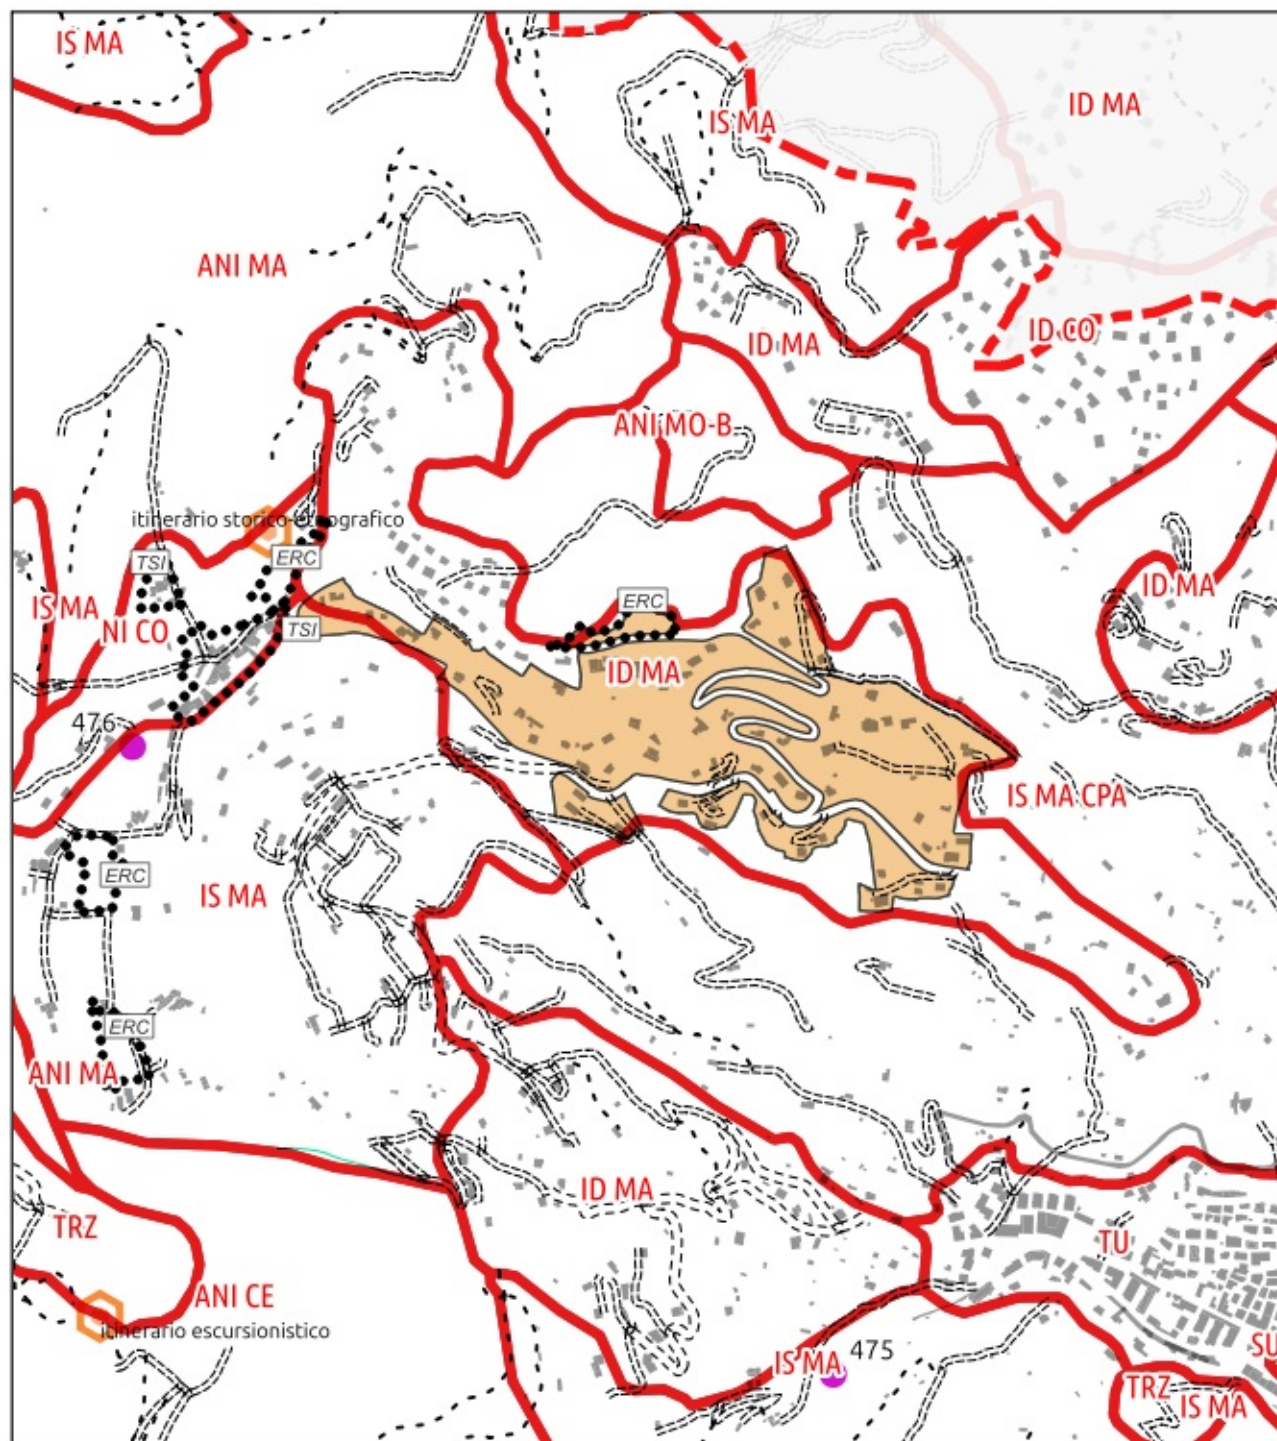 IS MA
ID MA
IS MA
ANI MA
ID CO
ID MA
ANI MO-B
itinerario storico-etnografico
TSI
ERC
ID MA
IS MA
ERC
NI CO
TSI
ID MA
476
IS MA CPA
ERC
IS MA
ERC
ANI MA
ID MA
TRZ
TU
ANI CE
itinerario escursionistico
475
SU
IS MA
TRZ
IS MA